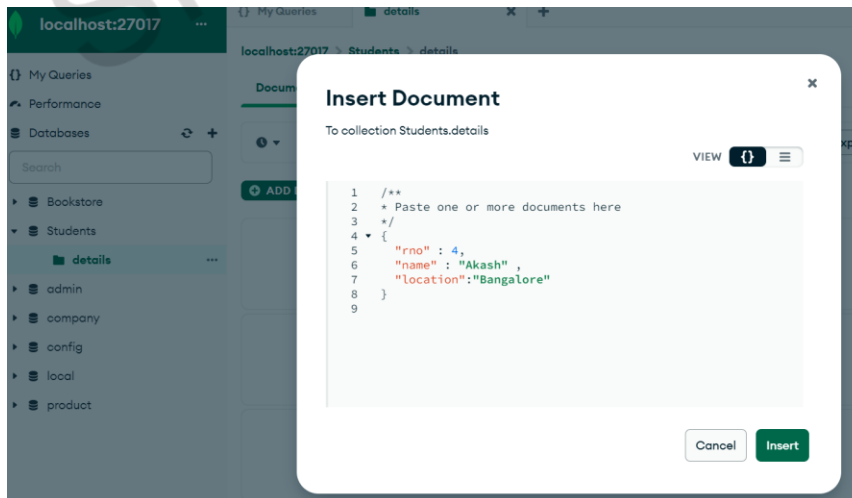 localhost:27017 ...
{} My Queries
Performance
Databases
Search
Bookstore
Students
details ...
admin
company
config
local
product
{} My Queries
details
localhost:27017 > Students > details
Docum
ADD
Insert Document
To collection Students.details
VIEW {}
1 /**
2 * Paste one or more documents here
3 */
4 {
5 "rno" : 4,
6 "name" : "Akash" ,
7 "location":"Bangalore"
8 }
9
Cancel
Insert